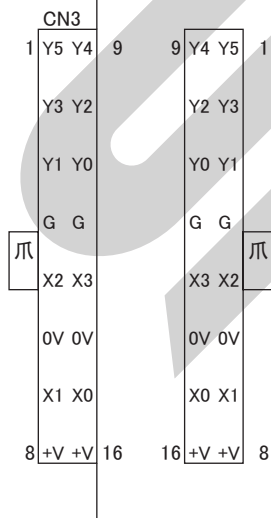 CN3
1 Y5 Y4 9 9 Y4 Y5 1
Y3 Y2 Y2 Y3
Y1 Y0 Y0 Y1
G G G G
爪 爪
X2 X3 X3 X2
0V 0V 0V 0V
X1 X0 X0 X1
8 +V +V 16 16 +V +V 8